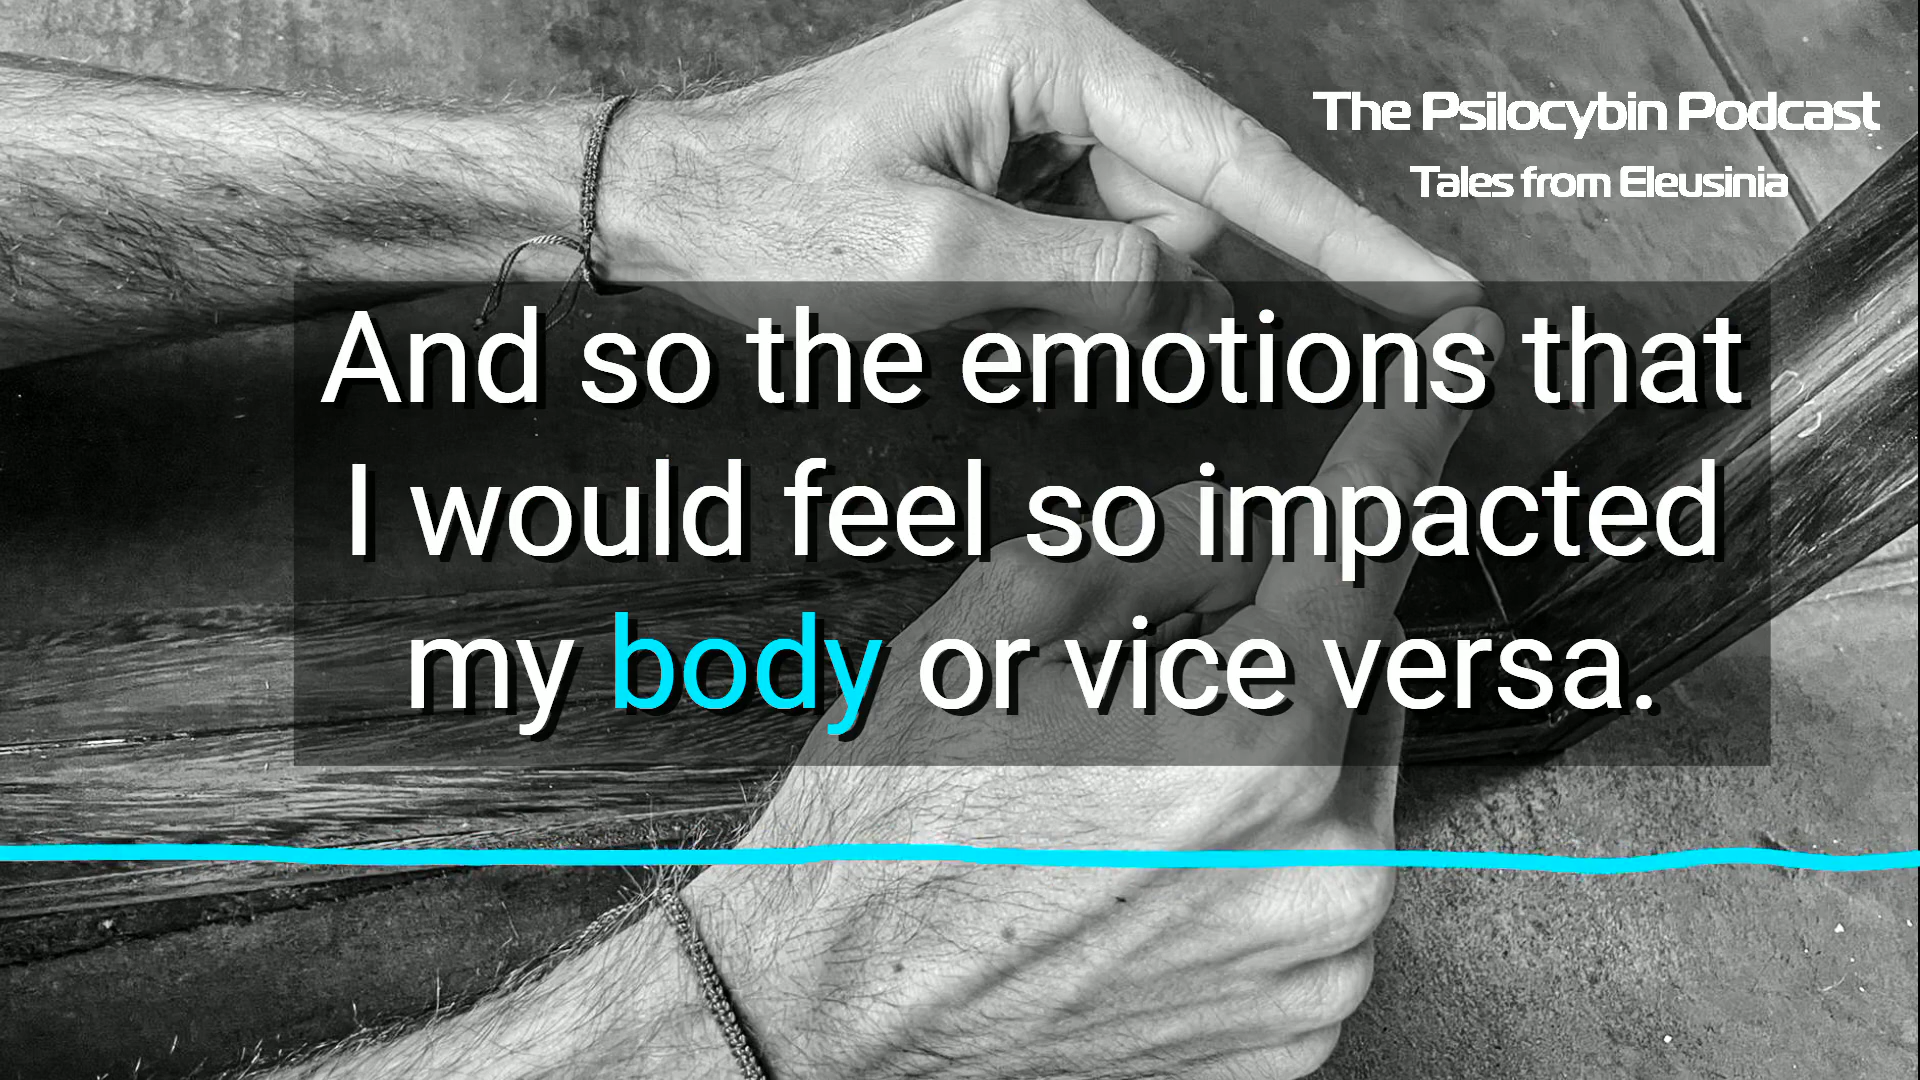 The Psilocybin Podcast
Tales from Eleusinia
And so the emotions that
I would feel so impacted
my body or vice versa.